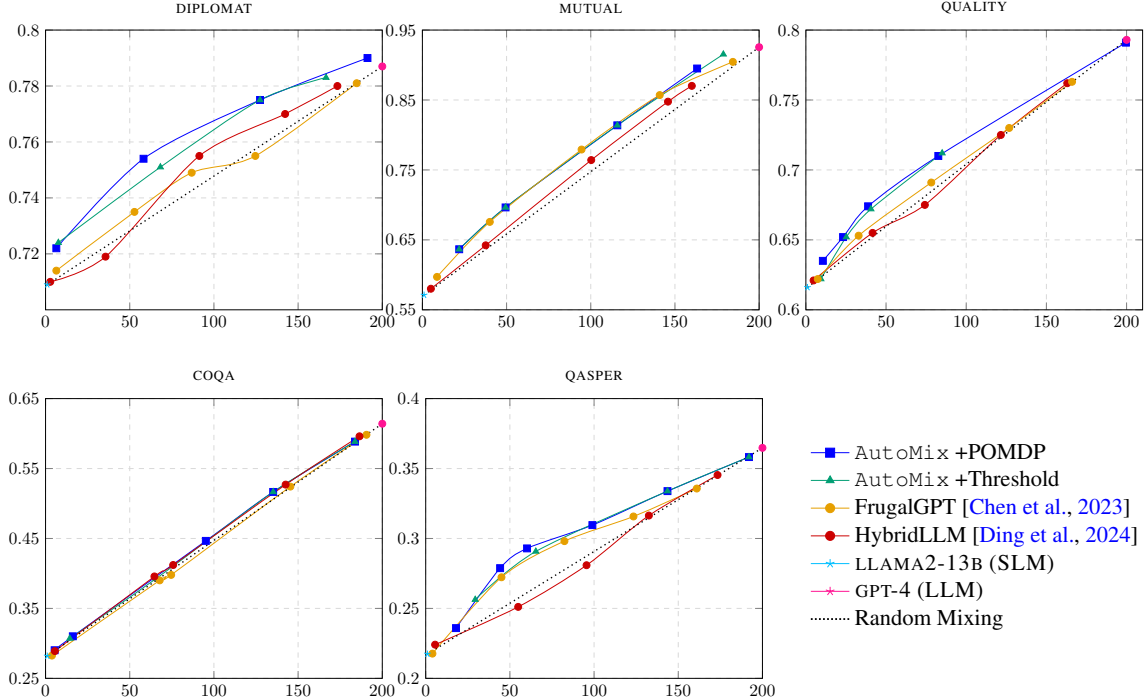 DIPLOMAT
0.8
0.78
0.76
0.74
0.72
0 50 100 150 200
MUTUAL
0.95
0.85
0.75
0.65
0.55
0 50 100 150 200
QUALITY
0.8
0.75
0.7
0.65
0.6
0 50 100 150 200
COQA
0.65
0.55
0.45
0.35
0.25
0 50 100 150 200
QASPER
0.4
0.35
0.3
0.25
0.2
0 50 100 150 200
AutoMix +POMDP
AutoMix +Threshold
FrugalGPT [Chen et al., 2023]
HybridLLM [Ding et al., 2024]
LLAMA2-13B (SLM)
GPT-4 (LLM)
Random Mixing